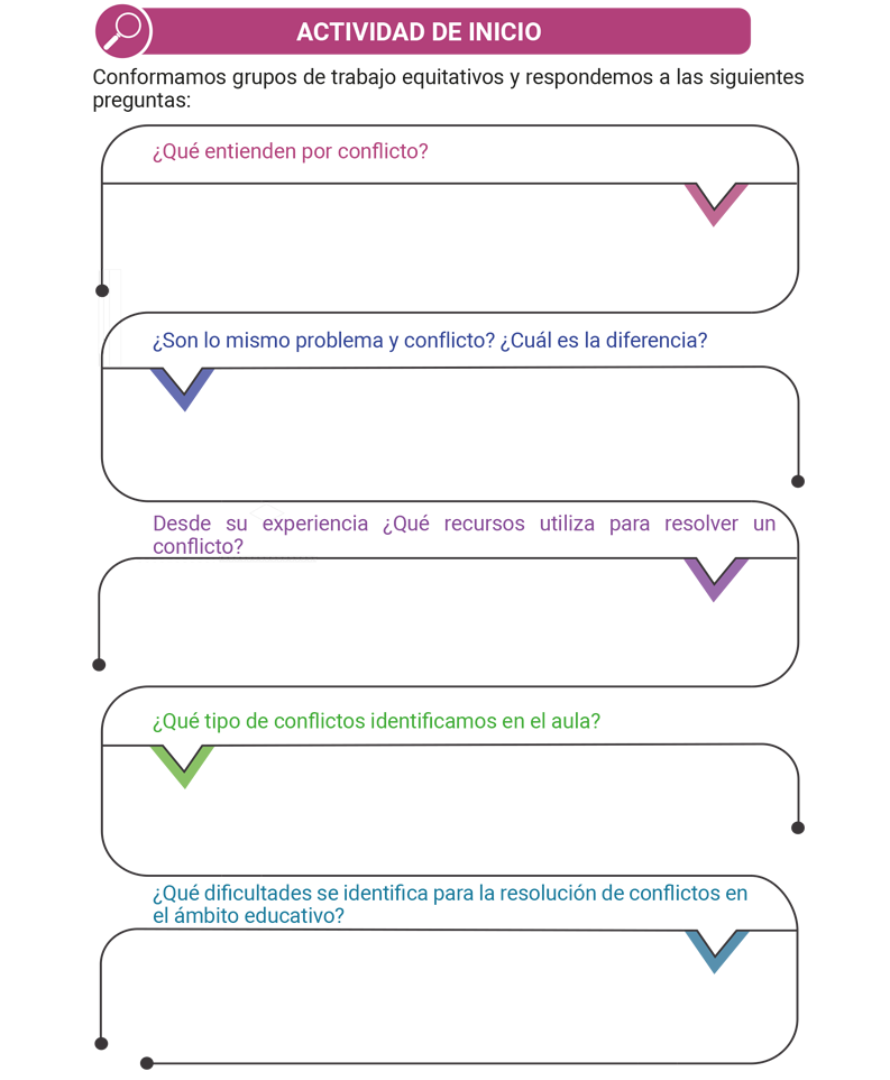 ACTIVIDAD DE INICIO
Conformamos grupos de trabajo equitativos y respondemos a las siguientes
preguntas:
¿Qué entienden por conflicto?
¿Son lo mismo problema y conflicto? ¿Cuál es la diferencia?
Desde su experiencia ¿Qué recursos utiliza para resolver un
conflicto?
¿Qué tipo de conflictos identificamos en el aula?
¿Qué dificultades se identifica para la resolución de conflictos en
el ámbito educativo?